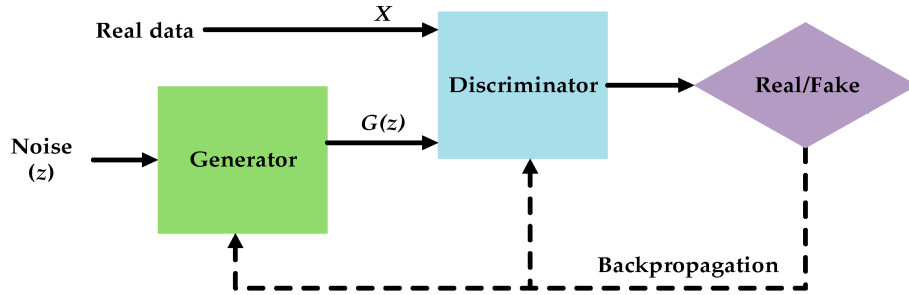 Real data
X
Discriminator
Real/Fake
G(z)
Noise
(z)
Generator
Backpropagation